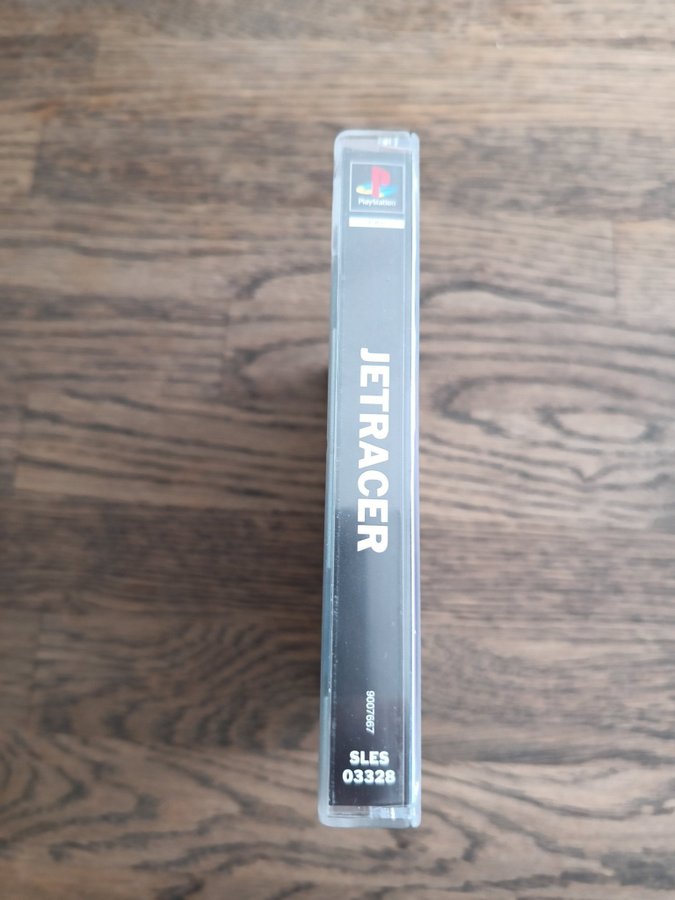 PlayStation
JETRACER
9007667
SLES
03328